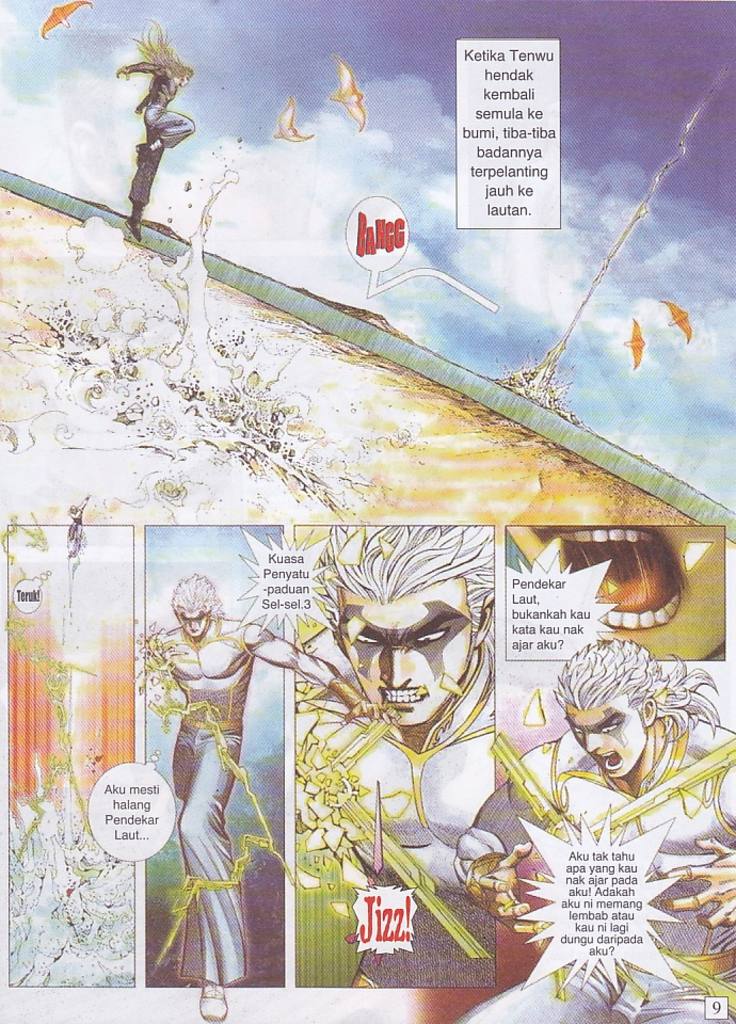 Ketika Tenwu
hendak
kembali
semula ke
bumi, tiba-tiba
badannya
terpelanting
jauh ke
lautan.
DANGG
Teruk!
Aku mesti
halang
Pendekar
Laut...
Kuasa
Penyatu
-paduan
Sel-sel.3
Jizz!
Pendekar
Laut,
bukankah kau
kata kau nak
ajar aku?
Aku tak tahu
apa yang kau
nak ajar pada
aku! Adakah
aku ni memang
lembab atau
kau ni lagi
dungu daripada
aku?
9